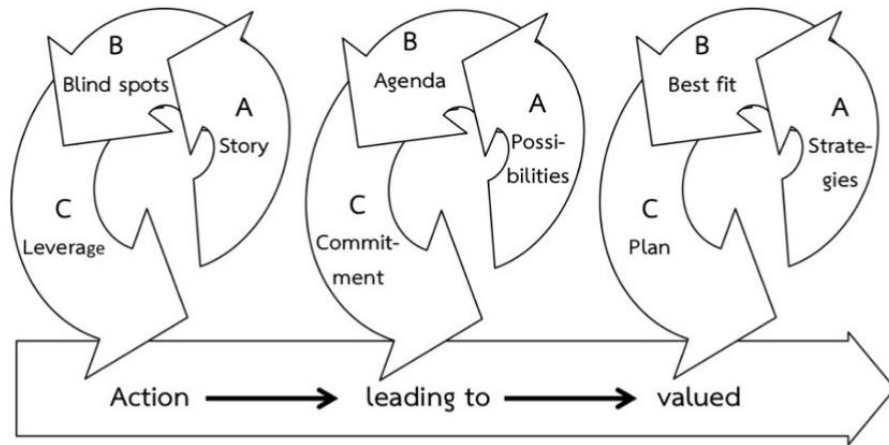 B
Blind spots
A
Story
C
Leverage
B
Agenda
A
Possi-
bilities
C
Commit-
ment
B
Best fit
A
Strate-
gies
C
Plan
Action leading to valued